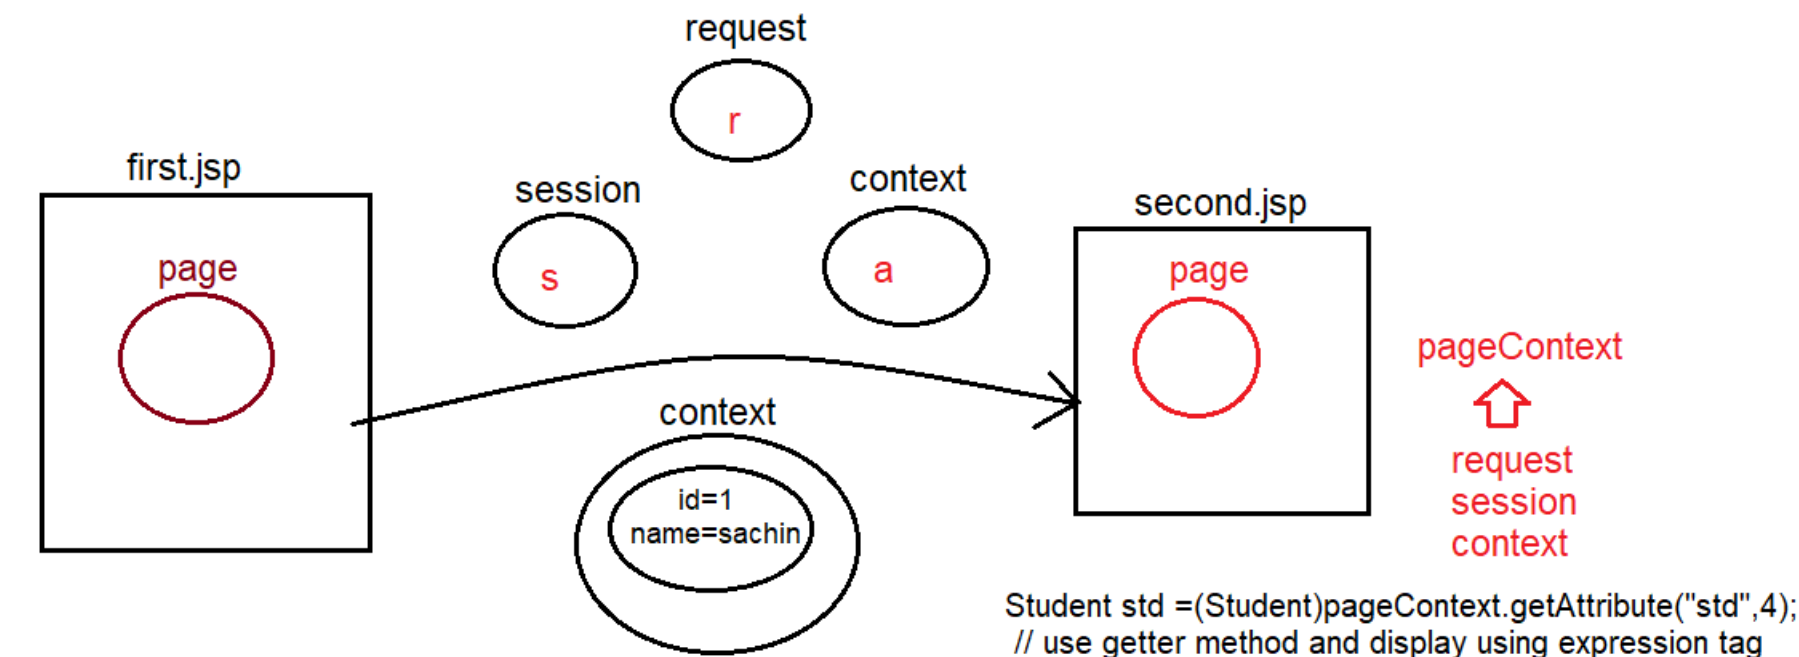 request
r
first.jsp
session
s
context
a
second.jsp
page
page
pageContext
request
session
context
context
id=1
name=sachin
Student std =(Student)pageContext.getAttribute("std",4);
// use getter method and display using expression tag